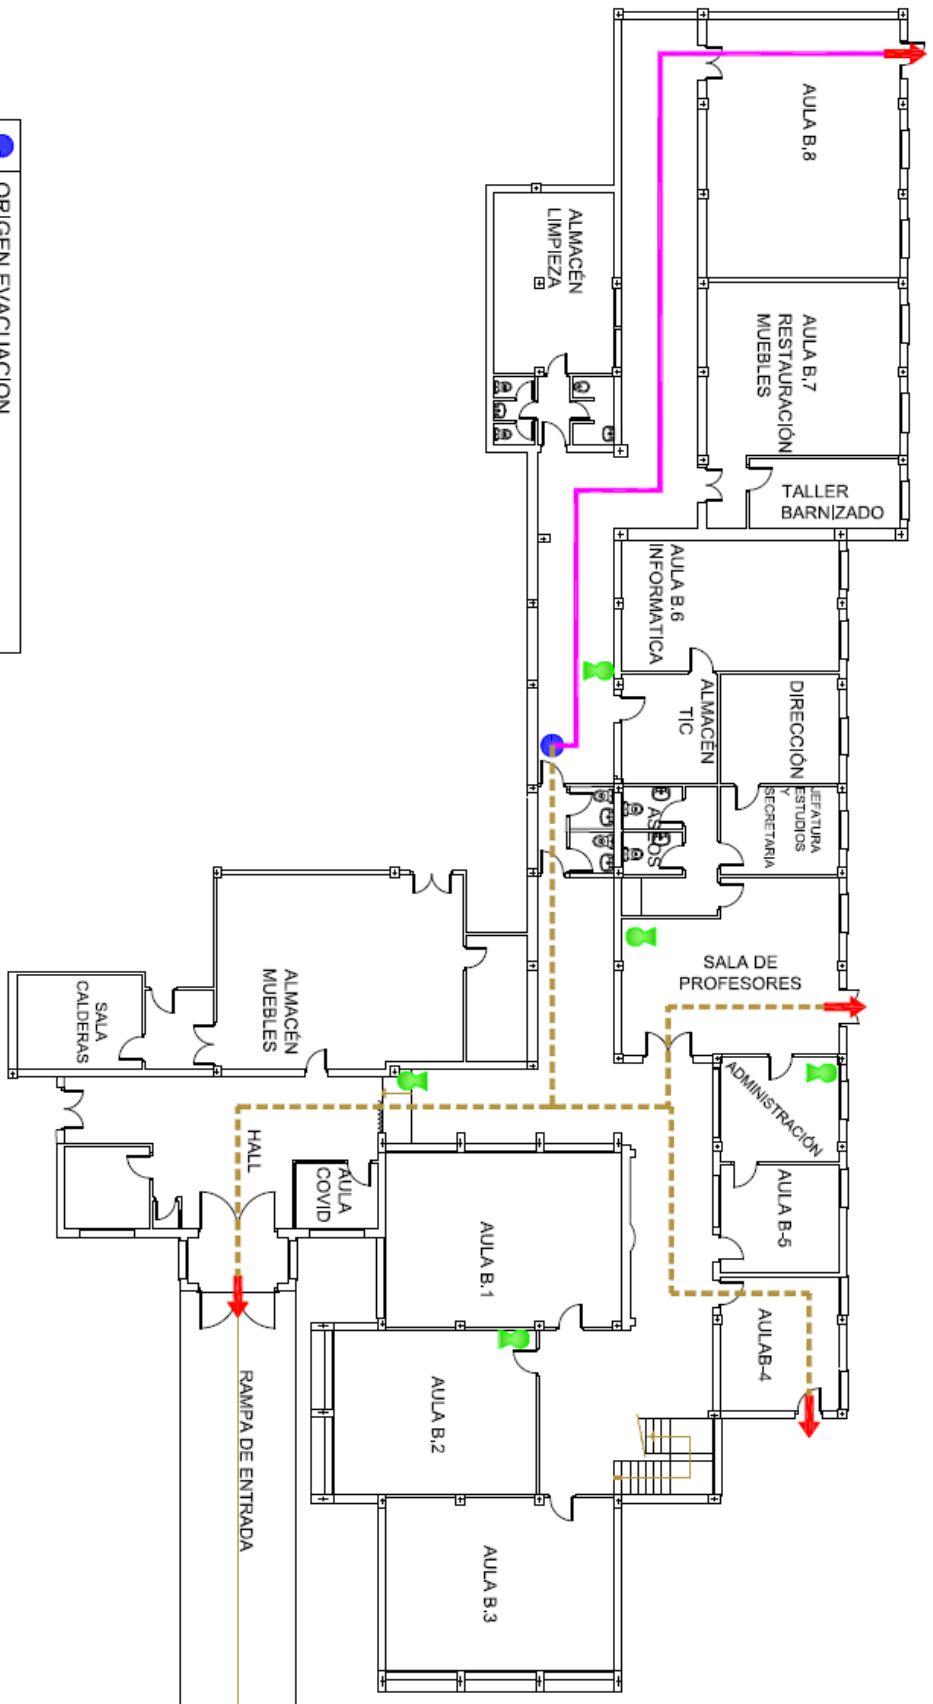 AULA B,8
ALMACÉN
LIMPIEZA
AULA B,7
RESTAURACIÓN
MUEBLES
TALLER
BARNIZADO
ORIGEN EVACUACION
AULA B.6
INFORMATICA
ALMACÉN
TIC
DIRECCIÓN
JEFATURA
ESTUDIOS
Y
SECRETARIA
ASEOS
SALA DE
PROFESORES
ALMACÉN
MUEBLES
SALA
CALDERAS
ADMINISTRACIÓN
HALL
AULA
COVID
AULA B-5
AULA B.1
AULAB-4
AULA B,2
RAMPA DE ENTRADA
AULA B.3